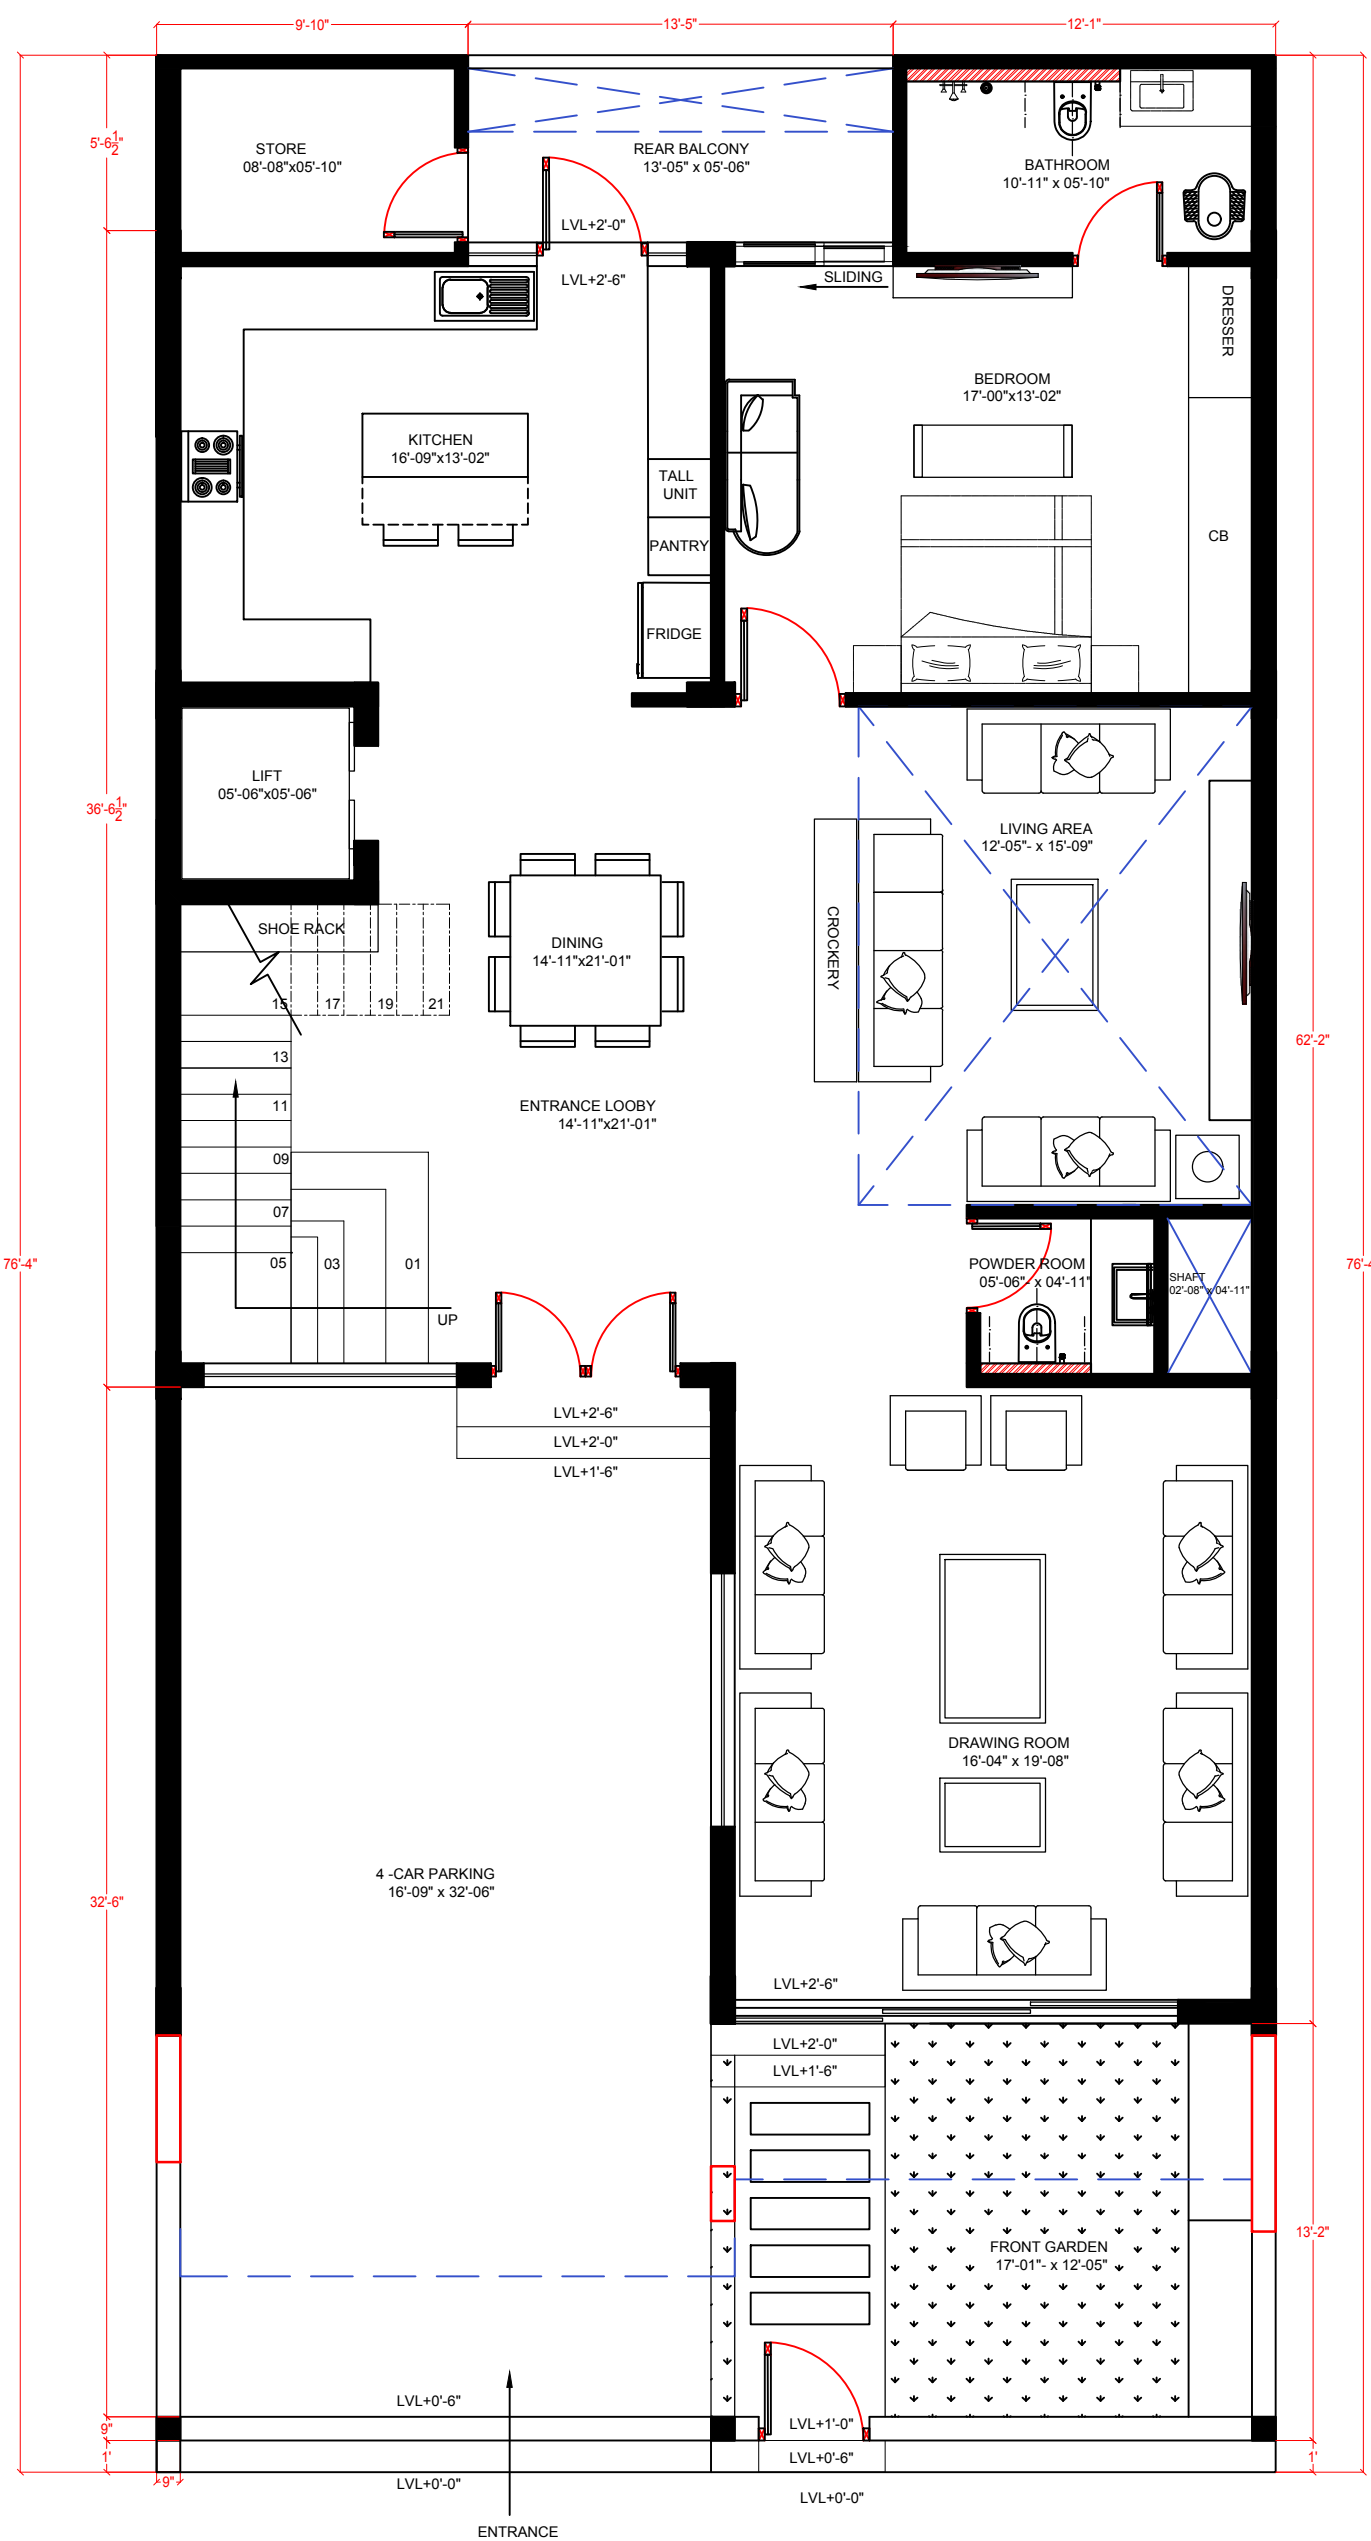 9'-10"
13'-5"
12'-1"
5'-6 1/2"
STORE
08'-08"x05'-10"
REAR BALCONY
13'-05" x 05'-06"
BATHROOM
10'-11" x 05'-10"
LVL+2'-0"
LVL+2'-6"
SLIDING
DRESSER
BEDROOM
17'-00"x13'-02"
KITCHEN
16'-09"x13'-02"
TALL
UNIT
CB
PANTRY
FRIDGE
LIFT
05'-06"x05'-06"
36'-6 1/2"
LIVING AREA
12'-05"- x 15'-09"
CROCKERY
SHOE RACK
DINING
14'-11"x21'-01"
15
17
19
21
62'-2"
13
11
ENTRANCE LOOBY
14'-11"x21'-01"
09
07
05
03
01
76'-4"
76'-4
POWDER ROOM
05'-06"- x 04'-11"
SHAFT
02'-08" x 04'-11"
UP
LVL+2'-6"
LVL+2'-0"
LVL+1'-6"
DRAWING ROOM
16'-04" x 19'-08"
4 -CAR PARKING
16'-09" x 32'-06"
32'-6"
LVL+2'-6"
LVL+2'-0"
LVL+1'-6"
13'-2"
FRONT GARDEN
17'-01"- x 12'-05"
LVL+0'-6"
LVL+1'-0"
9"
LVL+0'-6"
1'
1'
9"
LVL+0'-0"
LVL+0'-0"
ENTRANCE